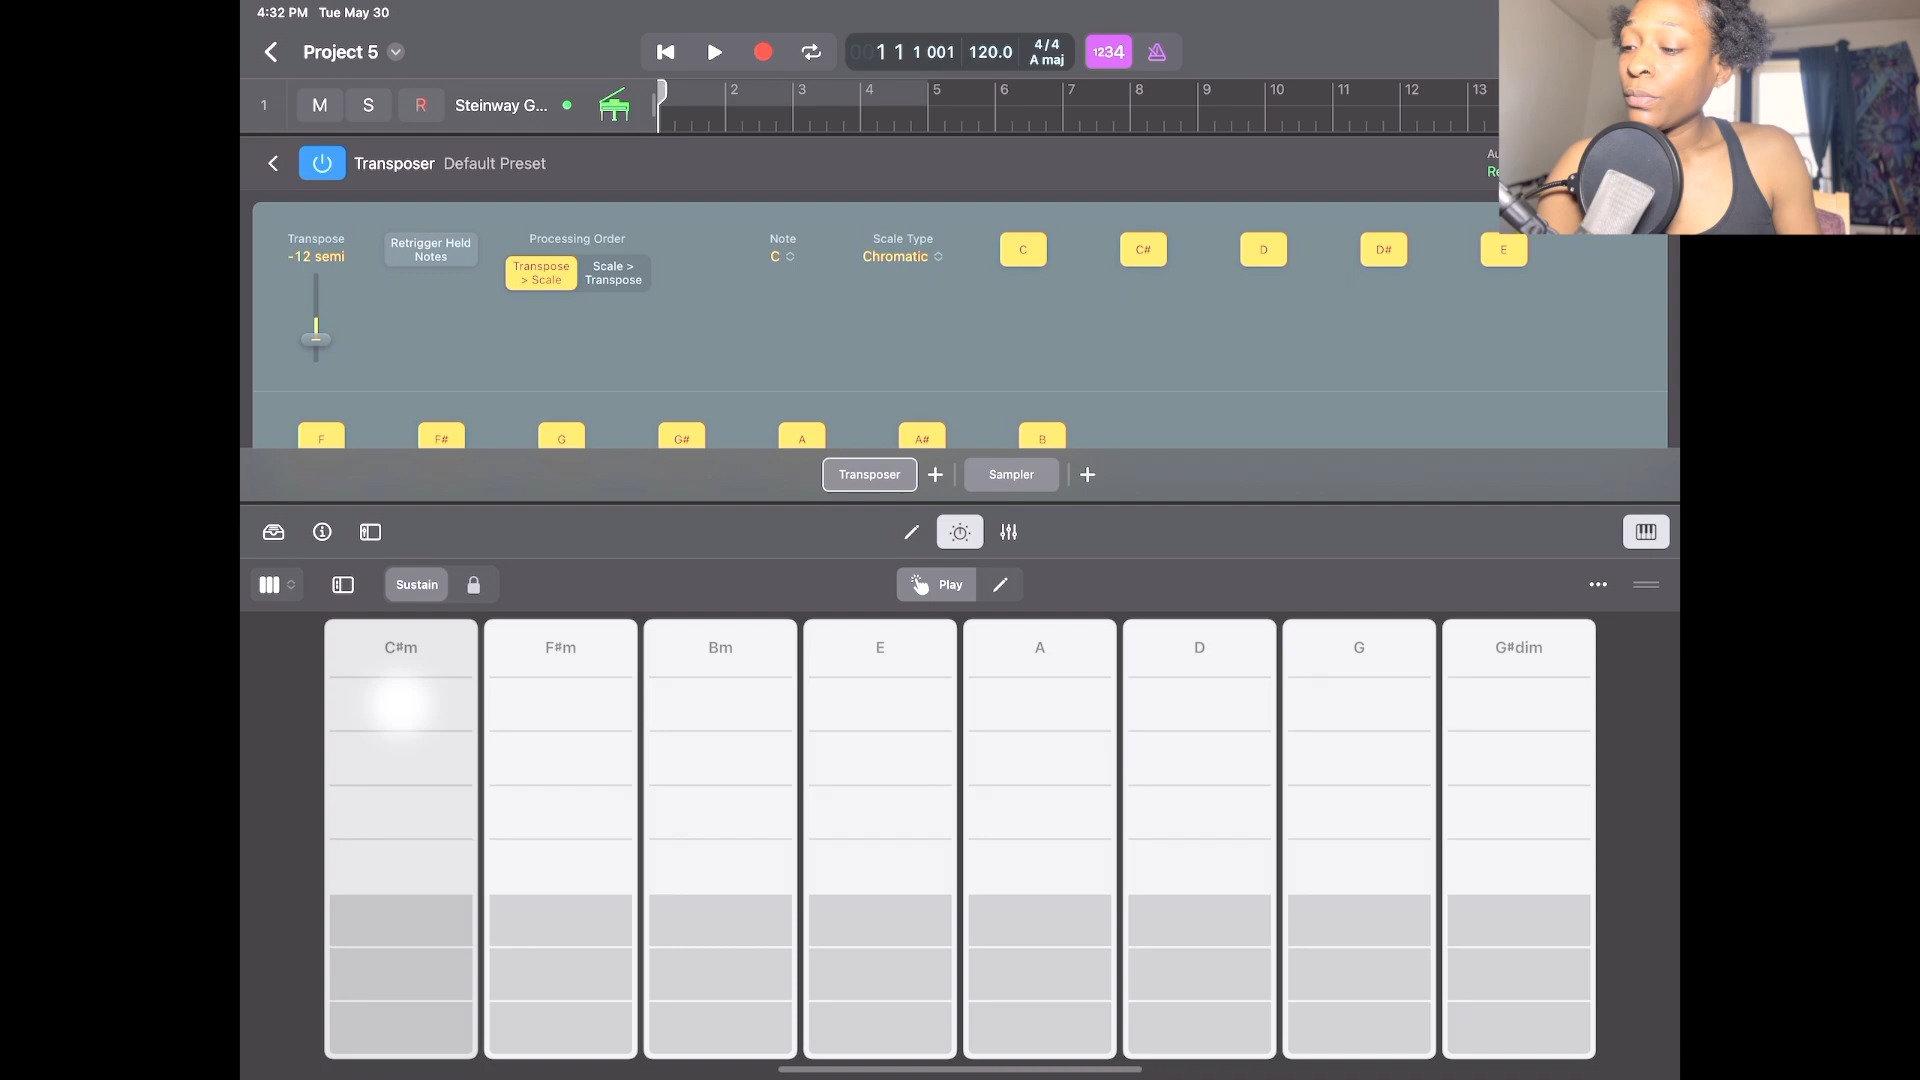 4:32 PM Tue May 30
Project 5
00 1 1 1 001 120.0 4/4 A maj 1234
1 M S R Steinway G... 2 3 4 5 6 7 8 9 10 11 12 13
Transposer Default Preset
Au
Re
Transpose
-12 semi
Retrigger Held
Notes
Processing Order
Transpose
> Scale
Scale >
Transpose
Note
C
Scale Type
Chromatic
C C# D D# E
F F# G G# A A# B
Transposer + Sampler +
Sustain Play
C#m F#m Bm E A D G G#dim